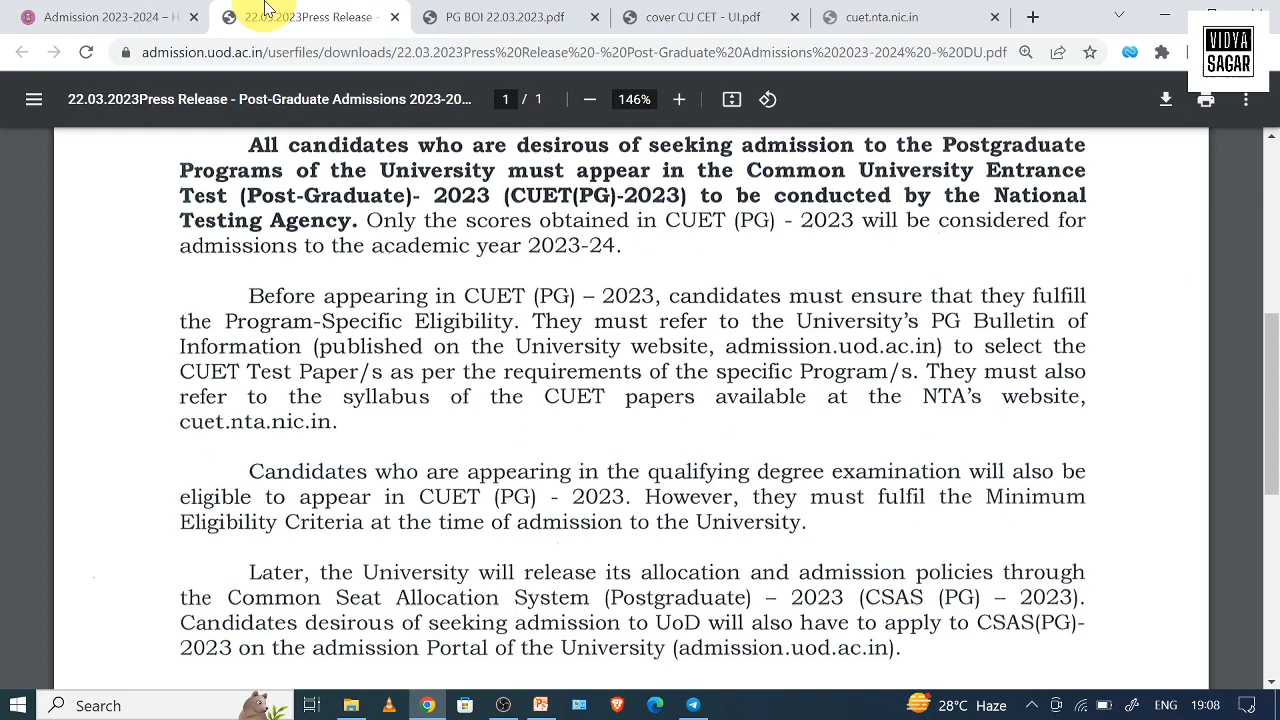 Admission 2023-2024 – H
22.03.2023Press Release -
PG BOI 22.03.2023.pdf
cover CU CET - UI.pdf
cuet.nta.nic.in
admission.uod.ac.in/userfiles/downloads/22.03.2023Press%20Release%20-%20Post-Graduate%20Admissions%202023-2024%20-%20DU.pdf
VIDYA
SAGAR
22.03.2023Press Release - Post-Graduate Admissions 2023-20...
1 / 1
146%
All candidates who are desirous of seeking admission to the Postgraduate
Programs of the University must appear in the Common University Entrance
Test (Post-Graduate)- 2023 (CUET(PG)-2023) to be conducted by the National
Testing Agency. Only the scores obtained in CUET (PG) - 2023 will be considered for
admissions to the academic year 2023-24.
Before appearing in CUET (PG) – 2023, candidates must ensure that they fulfill
the Program-Specific Eligibility. They must refer to the University's PG Bulletin of
Information (published on the University website, admission.uod.ac.in) to select the
CUET Test Paper/s as per the requirements of the specific Program/s. They must also
refer to the syllabus of the CUET papers available at the NTA's website,
cuet.nta.nic.in.
Candidates who are appearing in the qualifying degree examination will also be
eligible to appear in CUET (PG) - 2023. However, they must fulfil the Minimum
Eligibility Criteria at the time of admission to the University.
Later, the University will release its allocation and admission policies through
the Common Seat Allocation System (Postgraduate) – 2023 (CSAS (PG) – 2023).
Candidates desirous of seeking admission to UoD will also have to apply to CSAS(PG)-
2023 on the admission Portal of the University (admission.uod.ac.in).
Search
28°C Haze
ENG
19:08